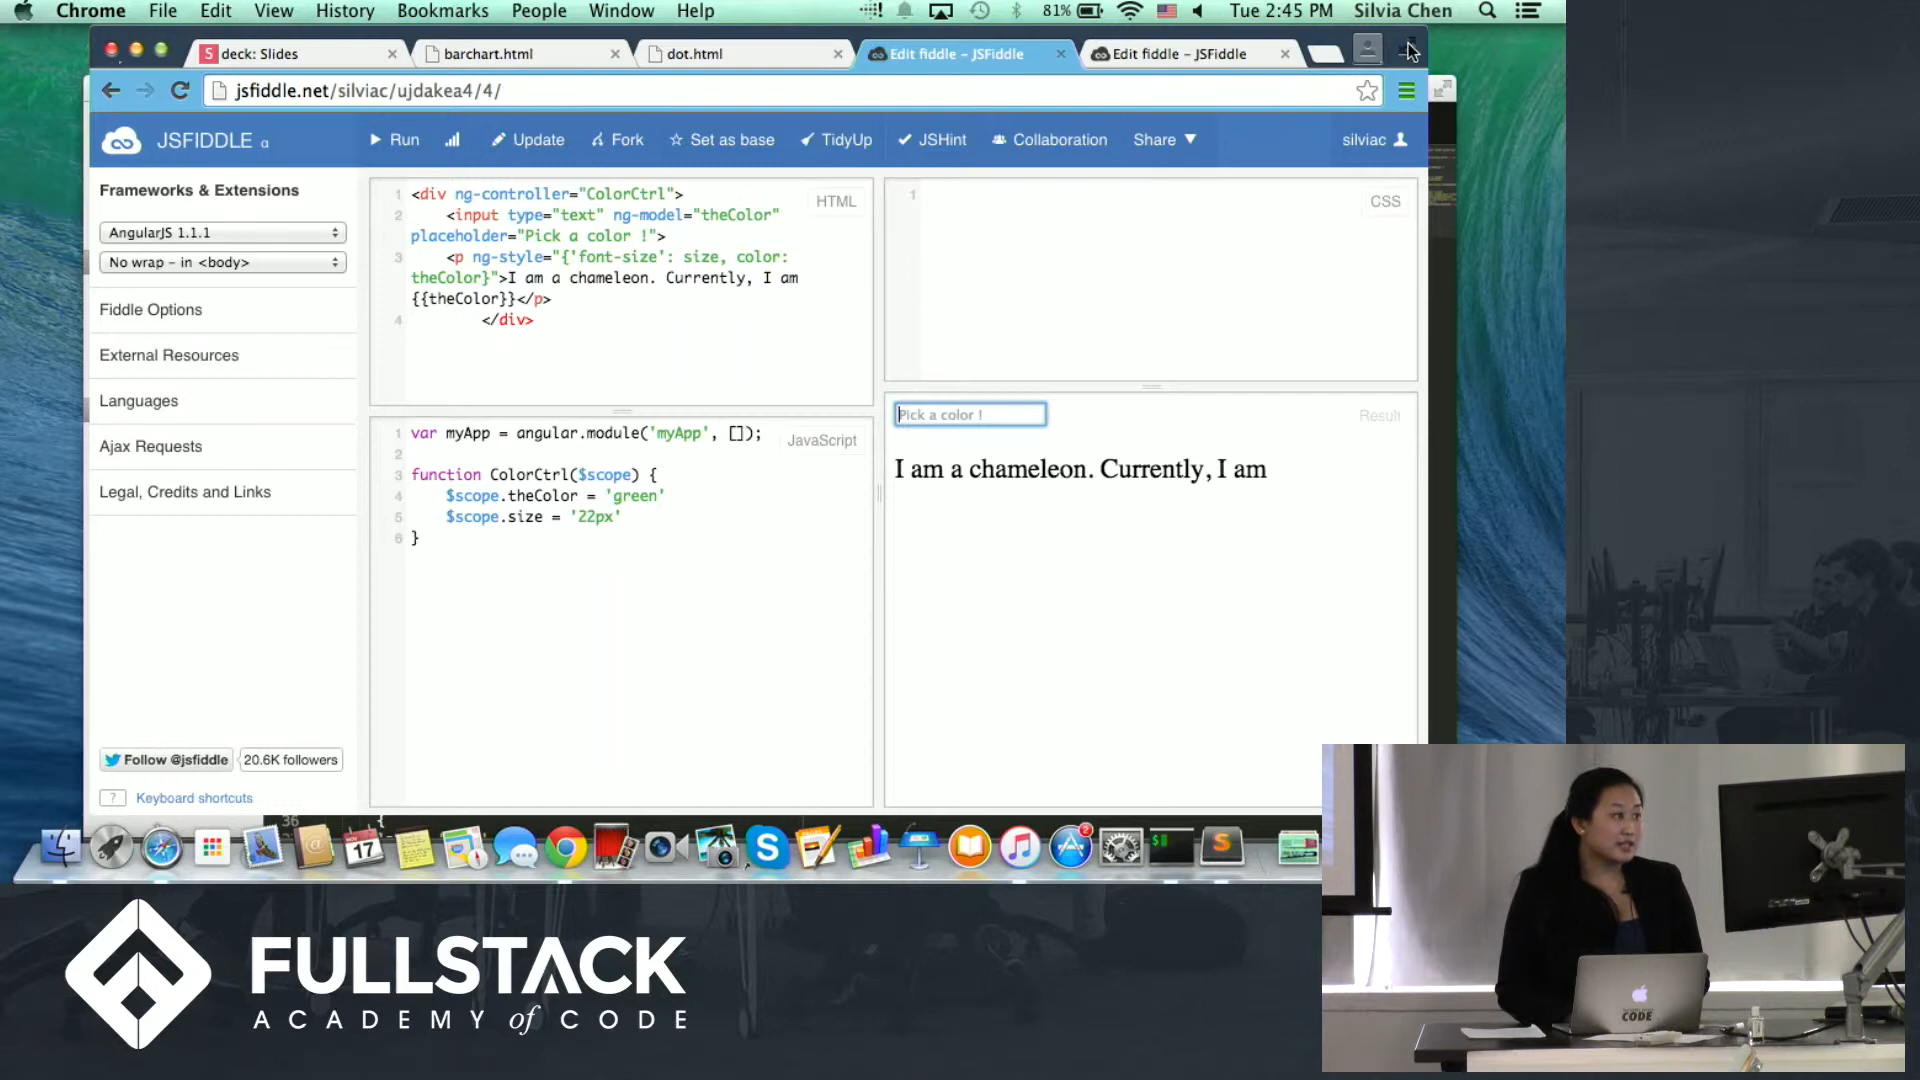 Chrome File Edit View History Bookmarks People Window Help 81% Tue 2:45 PM Silvia Chen
S deck: Slides
barchart.html
dot.html
Edit fiddle – JSFiddle
Edit fiddle – JSFiddle
jsfiddle.net/silviac/ujdakea4/4/
JSFIDDLE α
Run
Update
Fork
Set as base
TidyUp
JSHint
Collaboration
Share
silviac
Frameworks & Extensions
AngularJS 1.1.1
No wrap – in <body>
Fiddle Options
External Resources
Languages
Ajax Requests
Legal, Credits and Links
Follow @jsfiddle
20.6K followers
? Keyboard shortcuts
HTML
1 <div ng-controller="ColorCtrl">
2 <input type="text" ng-model="theColor"
placeholder="Pick a color !">
3 <p ng-style="{'font-size': size, color:
theColor}">I am a chameleon. Currently, I am
{{theColor}}</p>
4 </div>
JavaScript
1 var myApp = angular.module('myApp', []);
2
3 function ColorCtrl($scope) {
4 $scope.theColor = 'green'
5 $scope.size = '22px'
6 }
1
CSS
Pick a color !
Result
I am a chameleon. Currently, I am
36
{
NOV
17
2
FULLSTACK
ACADEMY of CODE
CODE